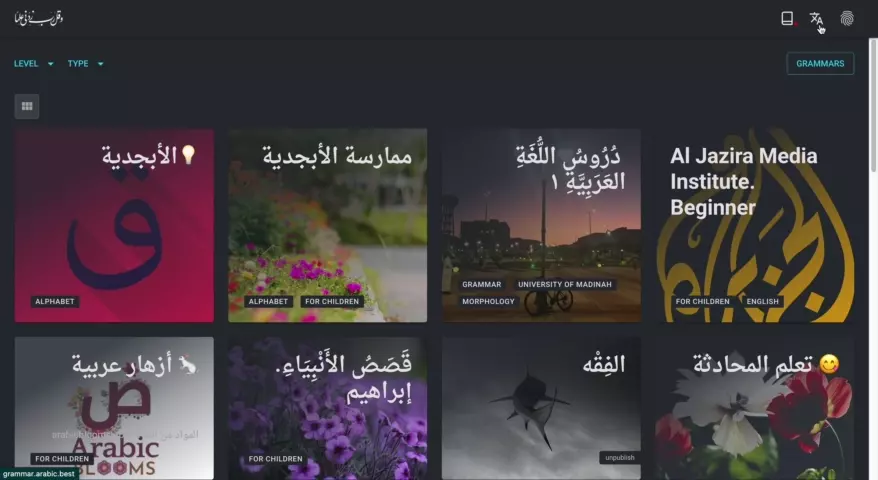 وقل رب زدني علما
LEVEL
TYPE
GRAMMARS
الأبجدية
ق
ALPHABET
ممارسة الأبجدية
ALPHABET
FOR CHILDREN
دُرُوسُ اللُّغَةِ
العَرَبِيَّةِ ١
GRAMMAR
UNIVERSITY OF MADINAH
MORPHOLOGY
Al Jazira Media
Institute.
Beginner
FOR CHILDREN
ENGLISH
أزهار عربية
ض
Arabic
BLOOMS
FOR CHILDREN
قَصَصُ الأَنْبِيَاءِ.
إبراهيم
FOR CHILDREN
الفِقْه
unpublish
تعلم المحادثة
grammar.arabic.best